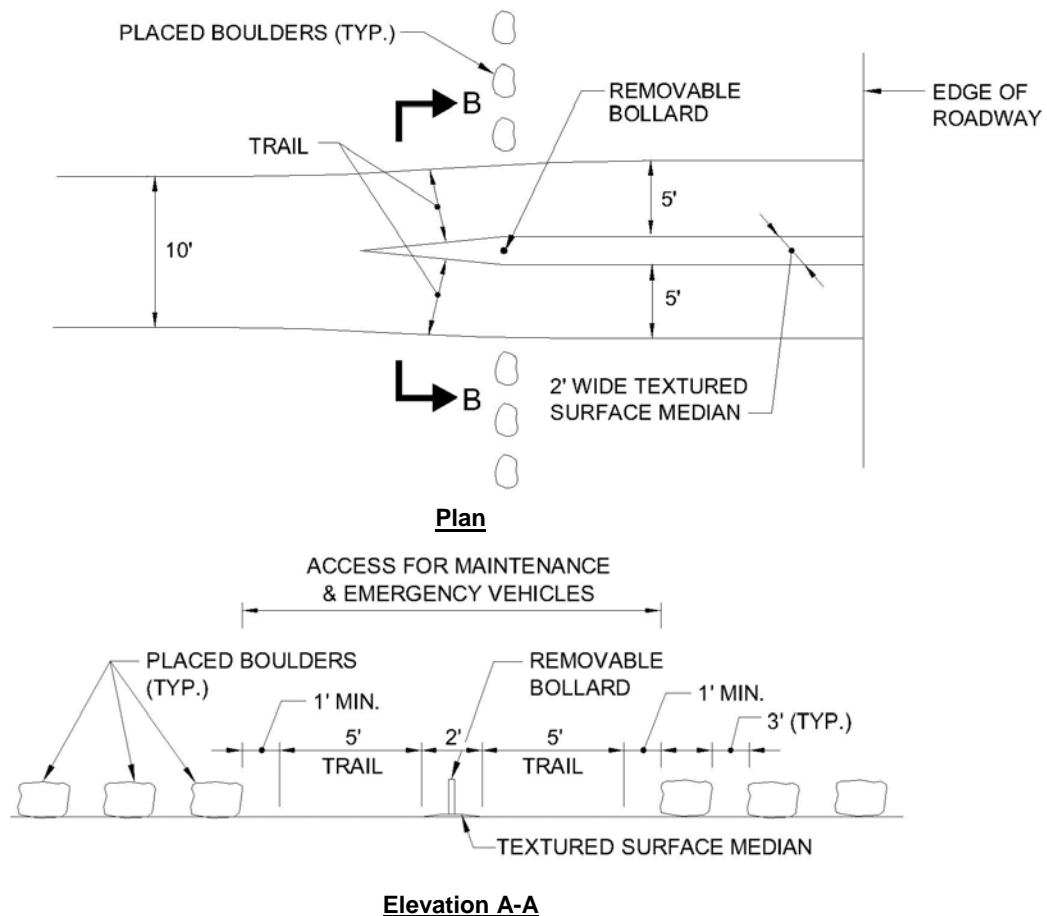 PLACED BOULDERS (TYP.)
B
REMOVABLE
BOLLARD
EDGE OF
ROADWAY
TRAIL
5'
10'
5'
B
2' WIDE TEXTURED
SURFACE MEDIAN
Plan
ACCESS FOR MAINTENANCE
& EMERGENCY VEHICLES
PLACED BOULDERS
(TYP.)
REMOVABLE
BOLLARD
1' MIN.
1' MIN.
3' (TYP.)
5'
TRAIL
2'
5'
TRAIL
TEXTURED SURFACE MEDIAN
Elevation A-A